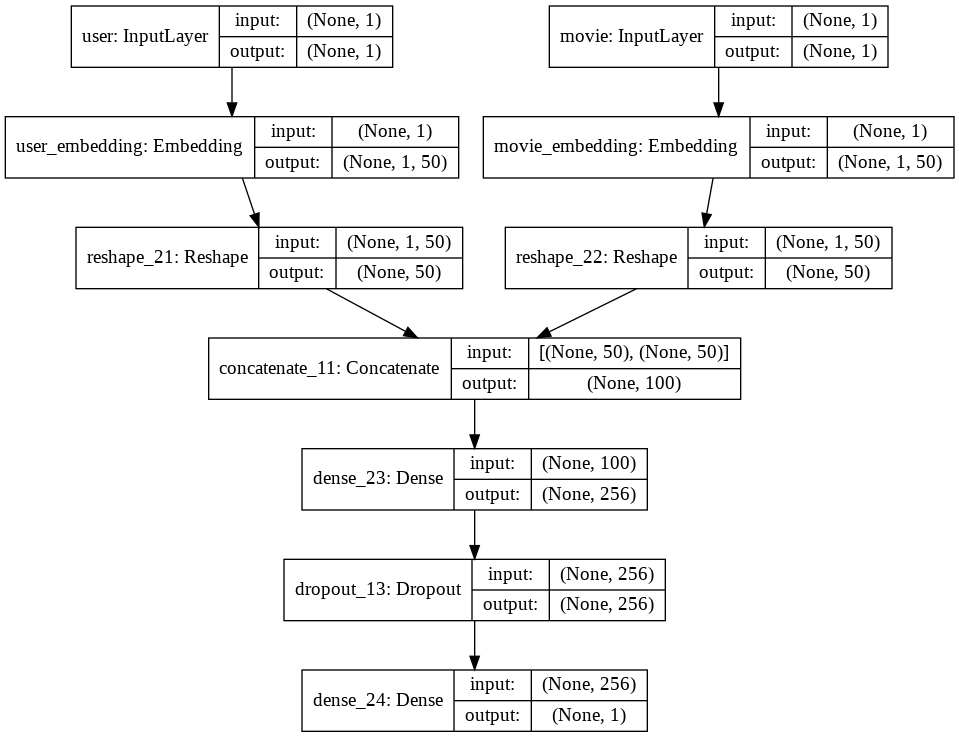 user: InputLayer
input:
(None, 1)
output:
(None, 1)
movie: InputLayer
input:
(None, 1)
output:
(None, 1)
user_embedding: Embedding
input:
(None, 1)
output:
(None, 1, 50)
movie_embedding: Embedding
input:
(None, 1)
output:
(None, 1, 50)
reshape_21: Reshape
input:
(None, 1, 50)
output:
(None, 50)
reshape_22: Reshape
input:
(None, 1, 50)
output:
(None, 50)
concatenate_11: Concatenate
input:
[(None, 50), (None, 50)]
output:
(None, 100)
dense_23: Dense
input:
(None, 100)
output:
(None, 256)
dropout_13: Dropout
input:
(None, 256)
output:
(None, 256)
dense_24: Dense
input:
(None, 256)
output:
(None, 1)